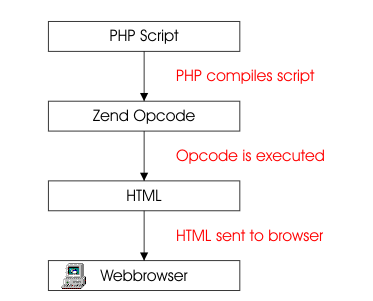 PHP Script
PHP compiles script
Zend Opcode
Opcode is executed
HTML
HTML sent to browser
Webbrowser